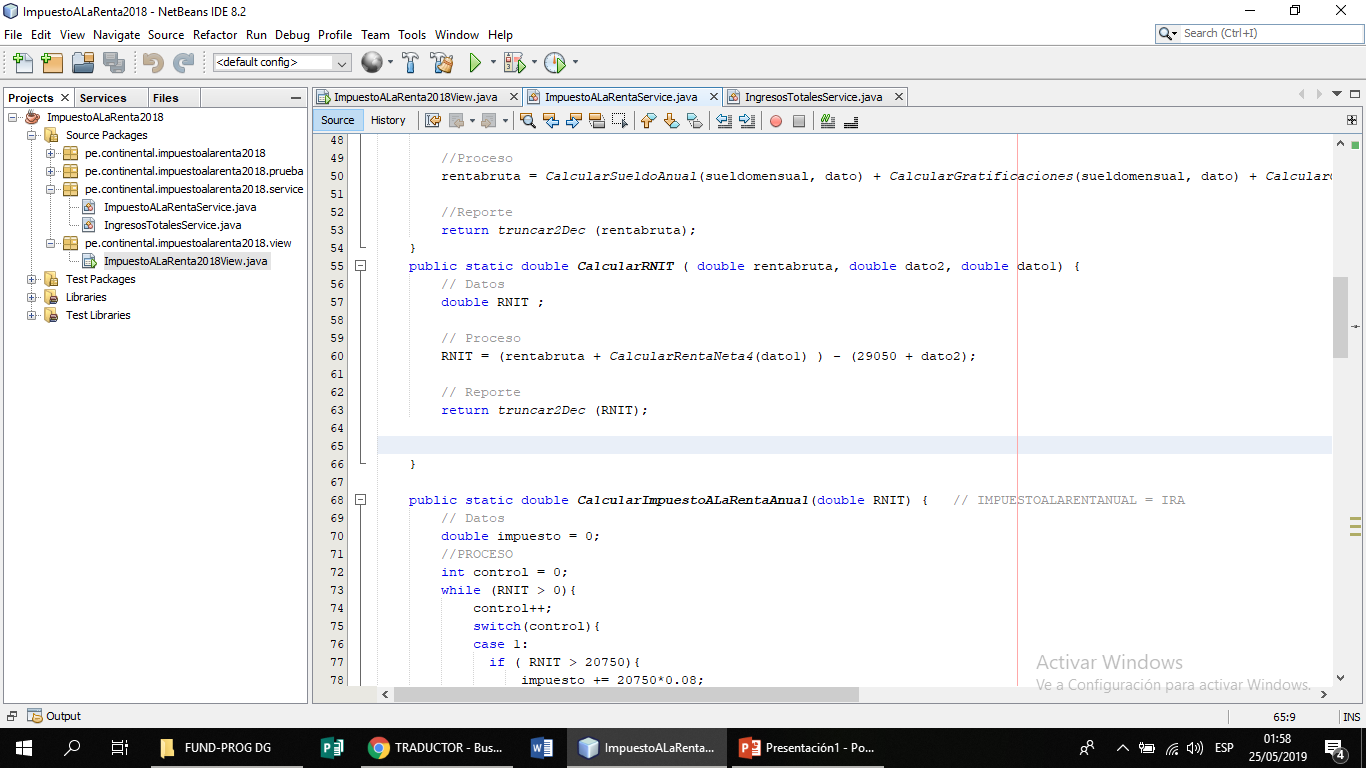 ImpuestoALaRenta2018 - NetBeans IDE 8.2
File Edit View Navigate Source Refactor Run Debug Profile Team Tools Window Help
Search (Ctrl+I)
<default config>
Projects Services Files
ImpuestoALaRenta2018View.java ImpuestoALaRentaService.java IngresosTotalesService.java
Source History
ImpuestoALaRenta2018
Source Packages
pe.continental.impuestoalarenta2018
pe.continental.impuestoalarenta2018.prueba
pe.continental.impuestoalarenta2018.service
ImpuestoALaRentaService.java
IngresosTotalesService.java
pe.continental.impuestoalarenta2018.view
ImpuestoALaRenta2018View.java
Test Packages
Libraries
Test Libraries
48
49 //Proceso
50 rentabruta = CalcularSueldoAnual(sueldomensual, dato) + CalcularGratificaciones(sueldomensual, dato) +
51
52 //Reporte
53 return truncar2Dec (rentabruta);
54 }
55 public static double CalcularRNIT ( double rentabruta, double dato2, double dato1) {
56 // Datos
57 double RNIT ;
58
59 // Proceso
60 RNIT = (rentabruta + CalcularRentaNeta4(dato1) ) - (29050 + dato2);
61
62 // Reporte
63 return truncar2Dec (RNIT);
64
65
66 }
67
68 public static double CalcularImpuestoALaRentaAnual(double RNIT) { // IMPUESTOALARENTANUAL = IRA
69 // Datos
70 double impuesto = 0;
71 //PROCESO
72 int control = 0;
73 while (RNIT > 0){
74 control++;
75 switch(control){
76 case 1:
77 if ( RNIT > 20750){
78 impuesto += 20750*0.08;
Activar Windows
Ve a Configuración para activar Windows.
Output
65:9 INS
FUND-PROG DG
TRADUCTOR - Bus...
ImpuestoALaRenta...
Presentación1 - Po...
ESP
01:58
25/05/2019
4